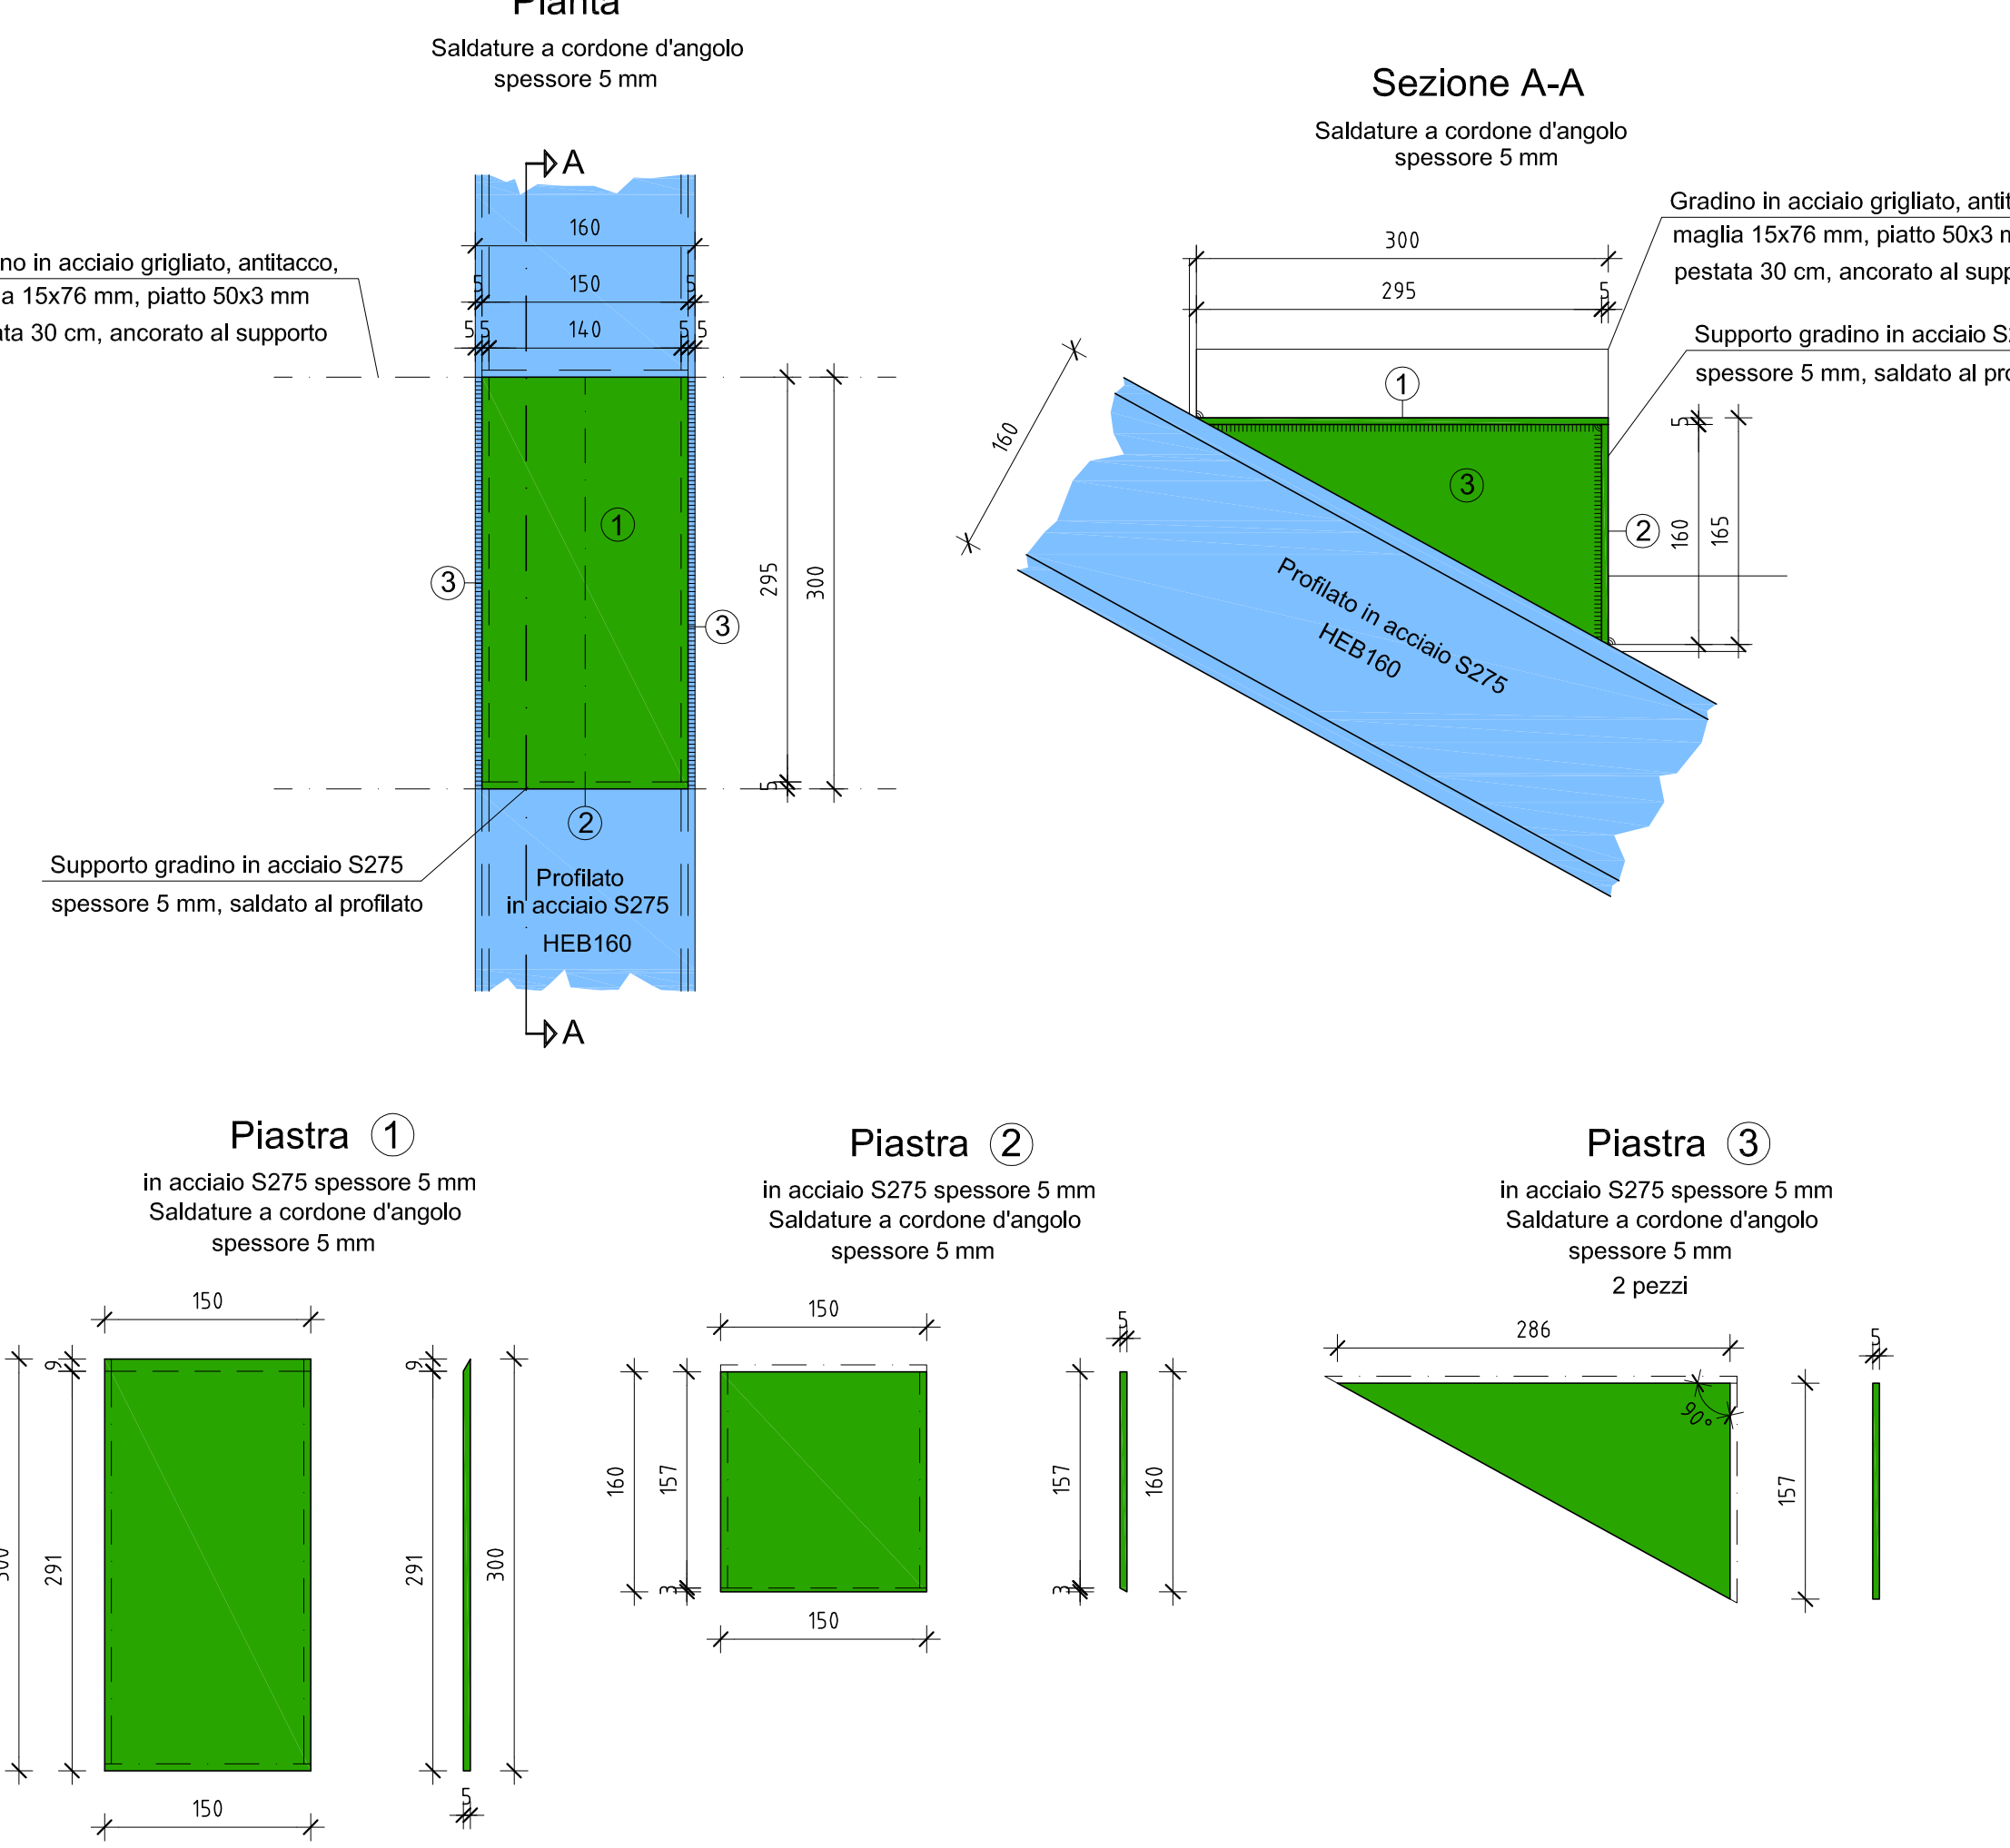 Pianta
Saldature a cordone d'angolo
spessore 5 mm
A
160
5 150 5
5 5 140 5 5
in acciaio grigliato, antitacco,
15x76 mm, piatto 50x3 mm
30 cm, ancorato al supporto
1
3
3
2
295
300
5
Supporto gradino in acciaio S275
spessore 5 mm, saldato al profilato
Profilato
in acciaio S275
HEB160
A
Sezione A-A
Saldature a cordone d'angolo
spessore 5 mm
Gradino in acciaio grigliato,
maglia 15x76 mm, piatto 50x3
pestata 30 cm, ancorato al
Supporto gradino in acciaio
spessore 5 mm, saldato al
300
295 5
160
1
3
2
5
160
165
Profilato in acciaio S275
HEB160
Piastra 1
in acciaio S275 spessore 5 mm
Saldature a cordone d'angolo
spessore 5 mm
150
9
291
300
150
9
291
300
5
Piastra 2
in acciaio S275 spessore 5 mm
Saldature a cordone d'angolo
spessore 5 mm
150
160
157
3
150
5
157
3
160
Piastra 3
in acciaio S275 spessore 5 mm
Saldature a cordone d'angolo
spessore 5 mm
2 pezzi
286
90°
157
5